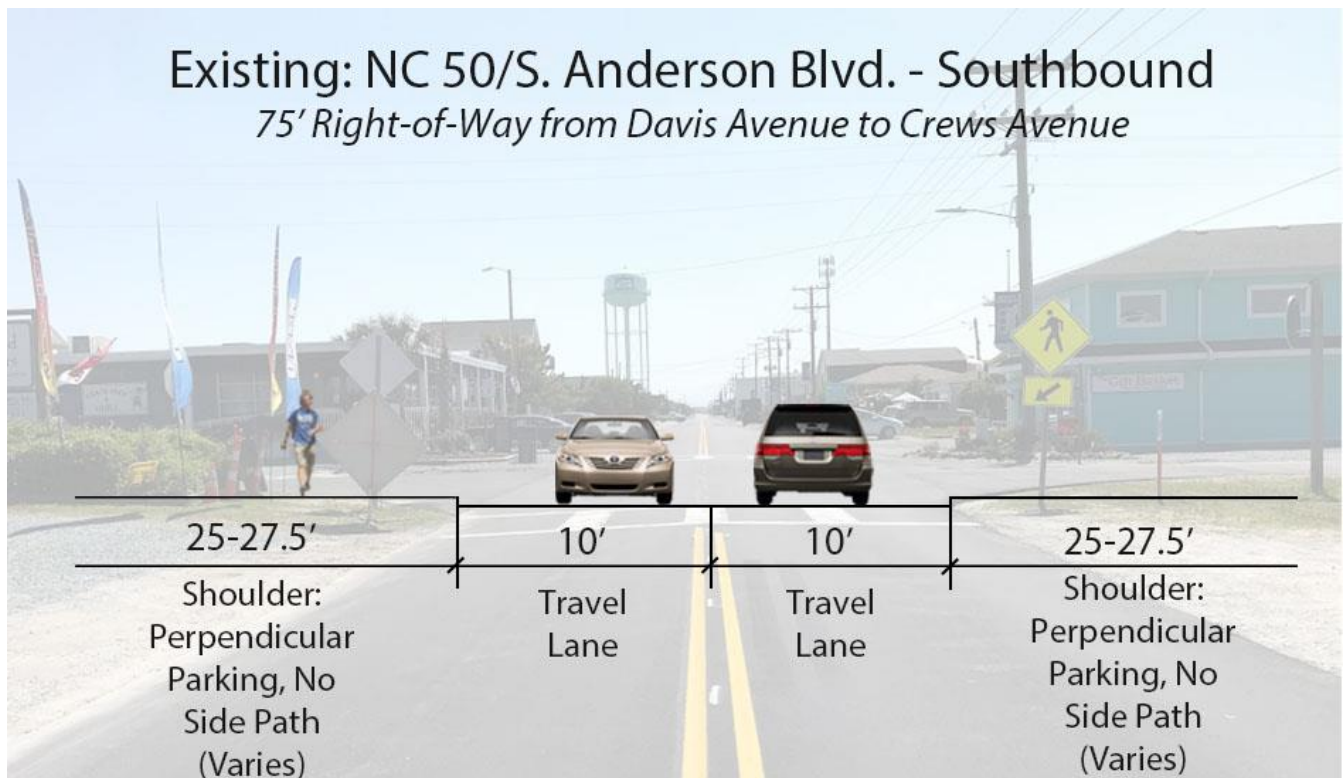 Existing: NC 50/S. Anderson Blvd. - Southbound
75' Right-of-Way from Davis Avenue to Crews Avenue
25-27.5'
10'
10'
25-27.5'
Shoulder:
Perpendicular
Parking, No
Side Path
(Varies)
Travel
Lane
Travel
Lane
Shoulder:
Perpendicular
Parking, No
Side Path
(Varies)